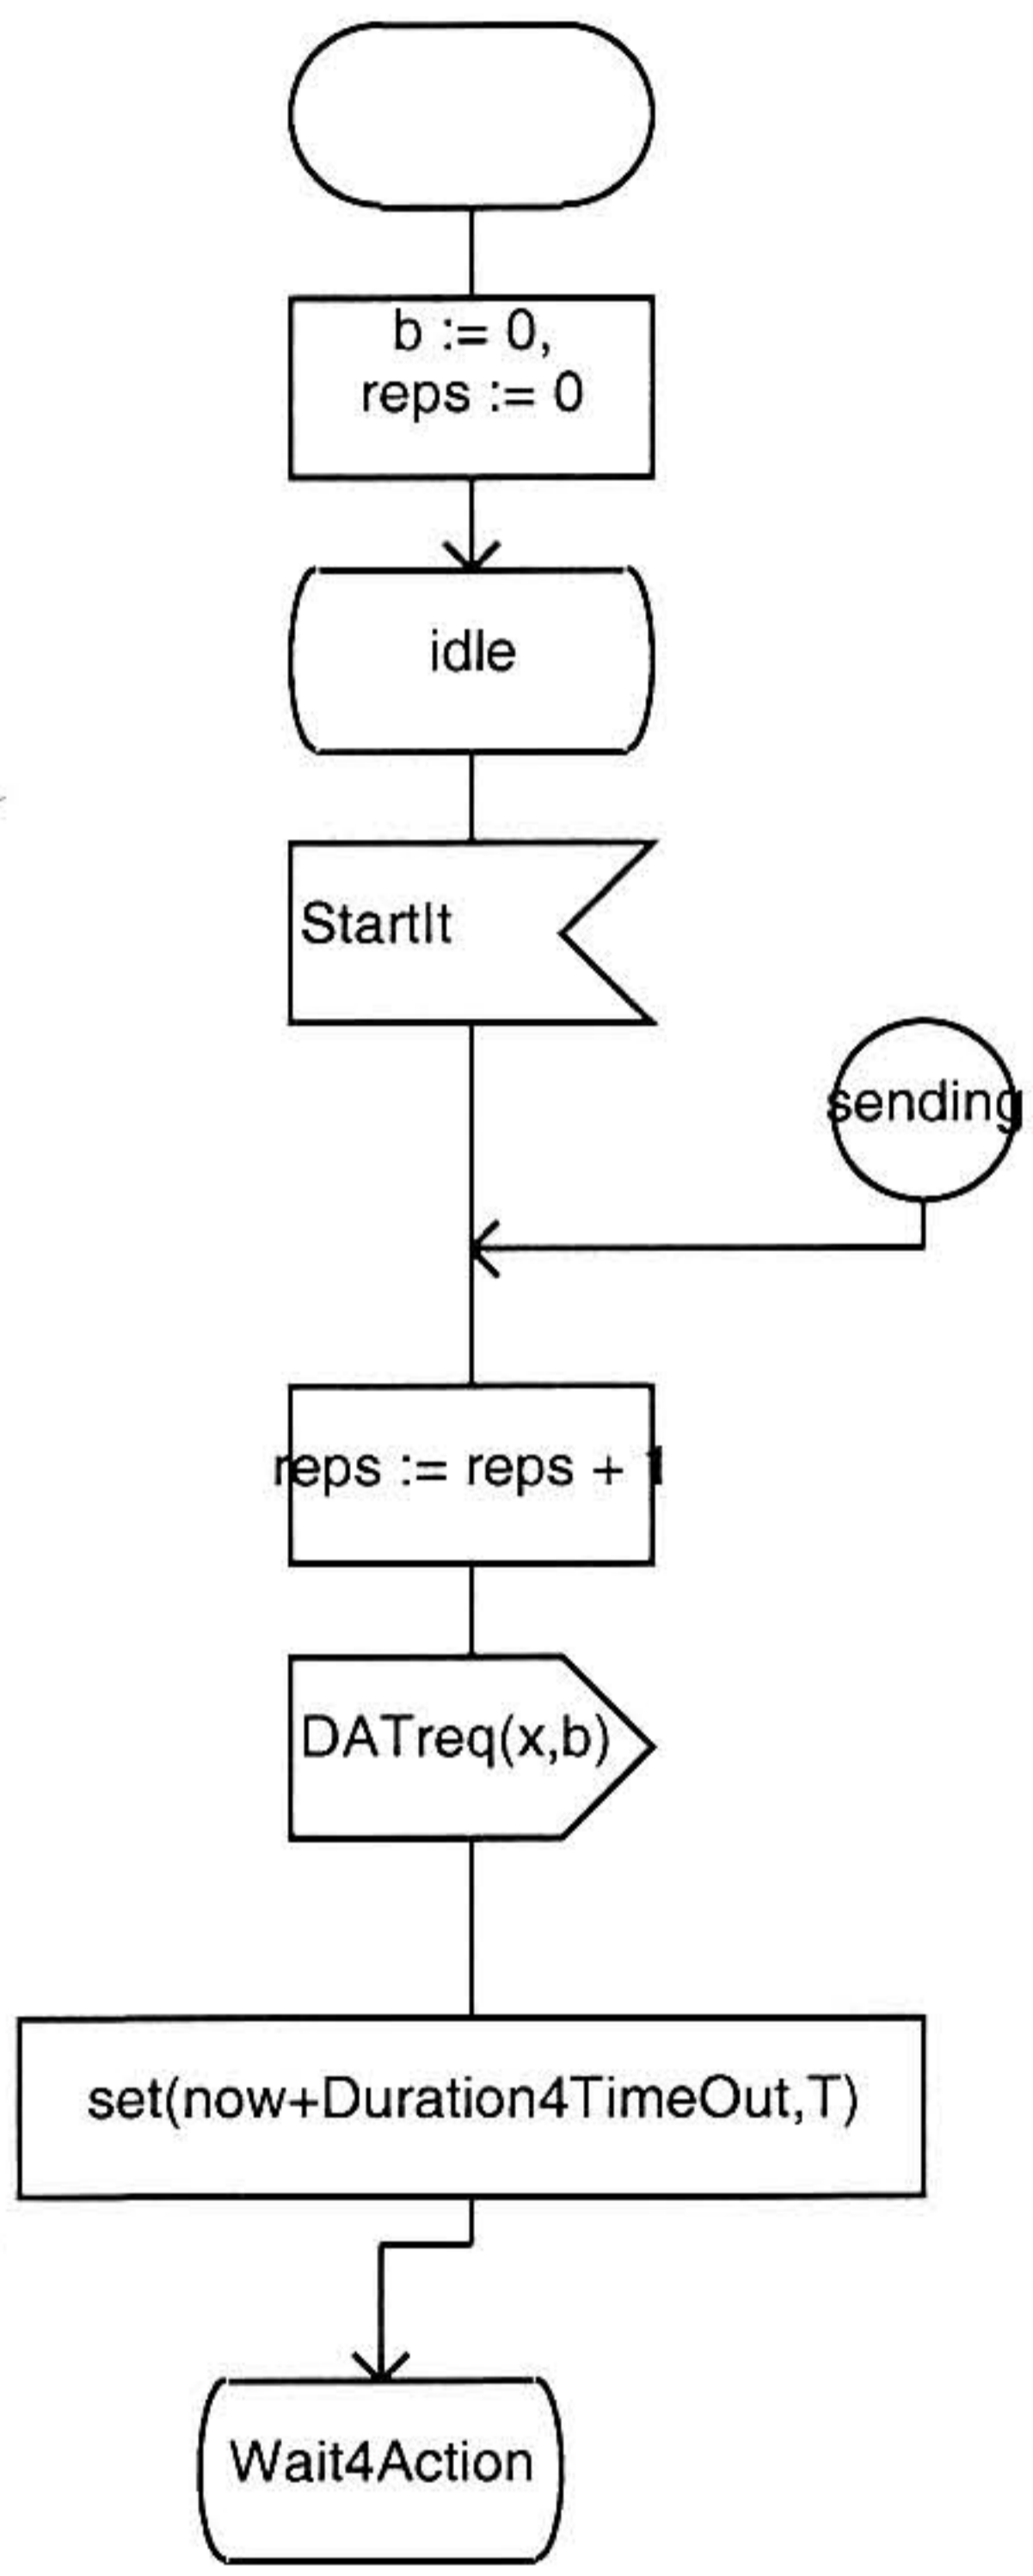 b := 0,
reps := 0
idle
StartIt
sending
reps := reps + 1
DATreq(x,b)
set(now+Duration4TimeOut,T)
Wait4Action